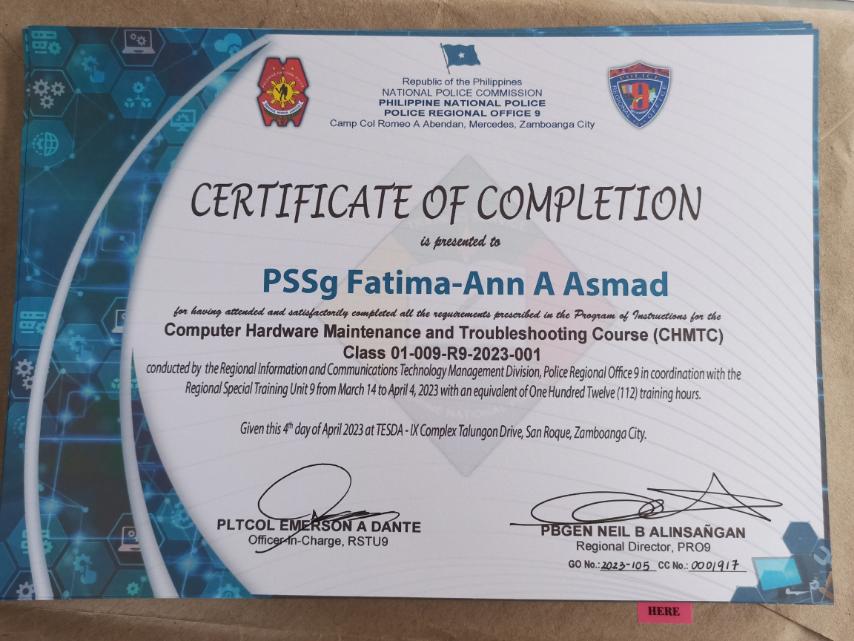 Republic of the Philippines
NATIONAL POLICE COMMISSION
PHILIPPINE NATIONAL POLICE
POLICE REGIONAL OFFICE 9
Camp Col Romeo A Abendan, Mercedes, Zamboanga City
9
CERTIFICATE OF COMPLETION
is presented to
PSSg Fatima-Ann A Asmad
for having attended and satisfactorily completed all the requirements prescribed in the Program of Instructions for the
Computer Hardware Maintenance and Troubleshooting Course (CHMTC)
Class 01-009-R9-2023-001
conducted by the Regional Information and Communications Technology Management Division, Police Regional Office 9 in coordination with the
Regional Special Training Unit 9 from March 14 to April 4, 2023 with an equivalent of One Hundred Twelve (112) training hours.
Given this 4th day of April 2023 at TESDA - IX Complex Talungon Drive, San Roque, Zamboanga City.
PLTCOL EMERSON A DANTE
Officer-In-Charge, RSTU9
PBGEN NEIL B ALINSAÑGAN
Regional Director, PRO9
GO No.: 2023-105 CC No.: 0001917
HERE